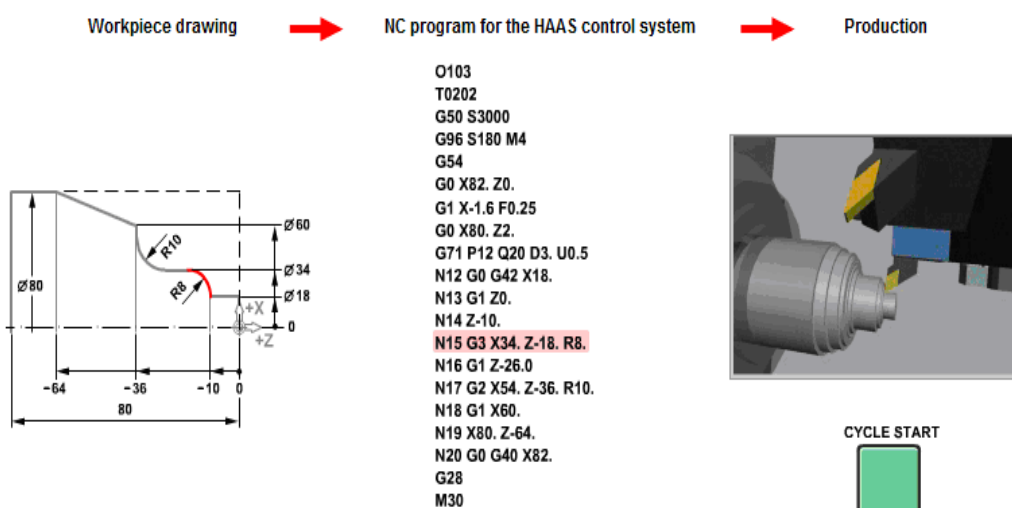 Workpiece drawing
NC program for the HAAS control system
Production
O103
T0202
G50 S3000
G96 S180 M4
G54
G0 X82. Z0.
G1 X-1.6 F0.25
G0 X80. Z2.
G71 P12 Q20 D3. U0.5
N12 G0 G42 X18.
N13 G1 Z0.
N14 Z-10.
N15 G3 X34. Z-18. R8.
N16 G1 Z-26.0
N17 G2 X54. Z-36. R10.
N18 G1 X60.
N19 X80. Z-64.
N20 G0 G40 X82.
G28
M30
Ø60
R10
Ø34
Ø80
R8
Ø18
+X
0
+Z
-64
-36
-10
0
80
CYCLE START